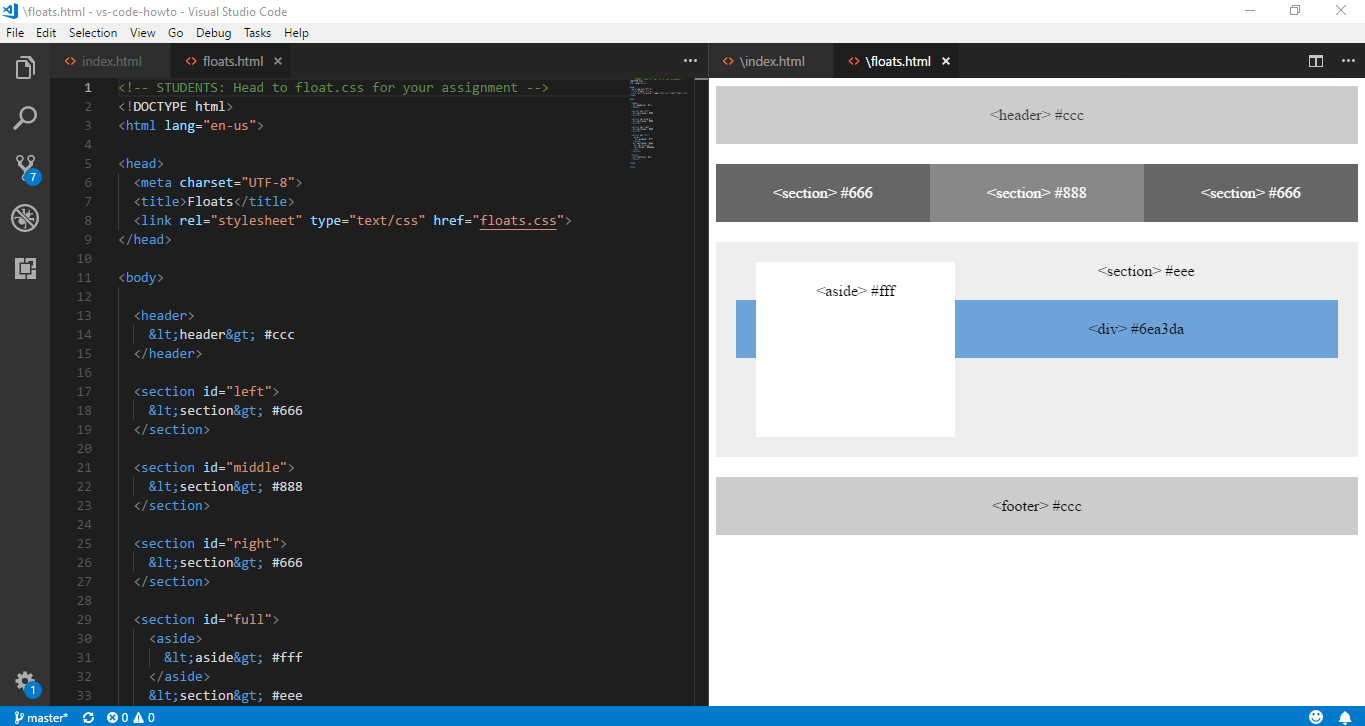 \floats.html - vs-code-howto - Visual Studio Code
File Edit Selection View Go Debug Tasks Help
index.html floats.html
1 <!-- STUDENTS: Head to float.css for your assignment -->
2 <!DOCTYPE html>
3 <html lang="en-us">
4
5 <head>
6 <meta charset="UTF-8">
7 <title>Floats</title>
8 <link rel="stylesheet" type="text/css" href="floats.css">
9 </head>
10
11 <body>
12
13 <header>
14 &lt;header&gt; #ccc
15 </header>
16
17 <section id="left">
18 &lt;section&gt; #666
19 </section>
20
21 <section id="middle">
22 &lt;section&gt; #888
23 </section>
24
25 <section id="right">
26 &lt;section&gt; #666
27 </section>
28
29 <section id="full">
30 <aside>
31 &lt;aside&gt; #fff
32 </aside>
33 &lt;section&gt; #eee
\index.html \floats.html
<header> #ccc
<section> #666 <section> #888 <section> #666
<section> #eee
<aside> #fff
<div> #6ea3da
<footer> #ccc
7
1
master* 0 0